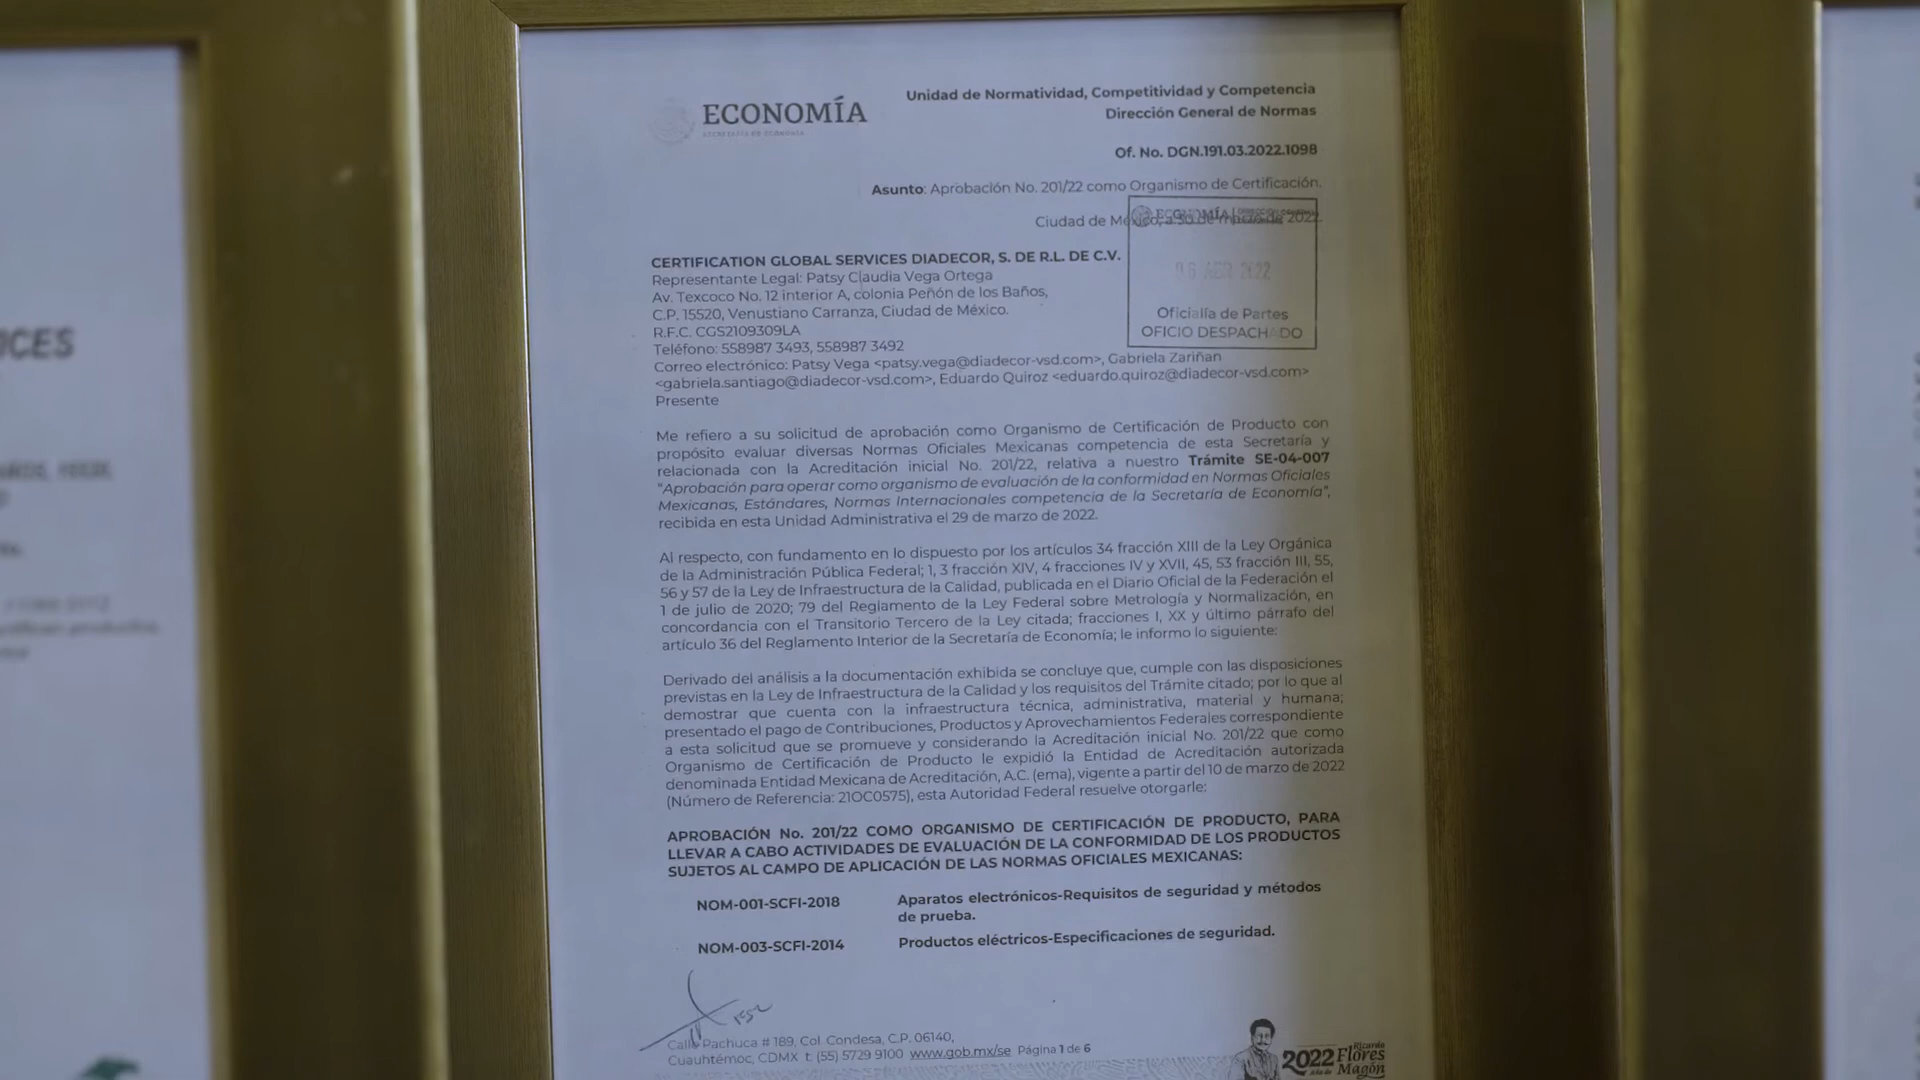 ECONOMÍA
SECRETARÍA DE ECONOMÍA
Unidad de Normatividad, Competitividad y Competencia
Dirección General de Normas
Of. No. DGN.191.03.2022.1098
Asunto: Aprobación No. 201/22 como Organismo de Certificación.
Ciudad de México, a 30 de marzo de 2022.
ECONOMÍA
06 ABR 2022
Oficialía de Partes
OFICIO DESPACHADO
CERTIFICATION GLOBAL SERVICES DIADECOR, S. DE R.L. DE C.V.
Representante Legal: Patsy Claudia Vega Ortega
Av. Texcoco No. 12 interior A, colonia Peñón de los Baños,
C.P. 15520, Venustiano Carranza, Ciudad de México.
R.F.C. CGS2109309LA
Teléfono: 558987 3493, 558987 3492
Correo electrónico: Patsy Vega <patsy.vega@diadecor-vsd.com>, Gabriela Zariñan
<gabriela.santiago@diadecor-vsd.com>, Eduardo Quiroz <eduardo.quiroz@diadecor-vsd.com>
Presente
Me refiero a su solicitud de aprobación como Organismo de Certificación de Producto con
propósito evaluar diversas Normas Oficiales Mexicanas competencia de esta Secretaría y
relacionada con la Acreditación inicial No. 201/22, relativa a nuestro Trámite SE-04-007
"Aprobación para operar como organismo de evaluación de la conformidad en Normas Oficiales
Mexicanas, Estándares, Normas Internacionales competencia de la Secretaría de Economía",
recibida en esta Unidad Administrativa el 29 de marzo de 2022.
Al respecto, con fundamento en lo dispuesto por los artículos 34 fracción XIII de la Ley Orgánica
de la Administración Pública Federal; 1, 3 fracción XIV, 4 fracciones IV y XVII, 45, 53 fracción III, 55,
56 y 57 de la Ley de Infraestructura de la Calidad, publicada en el Diario Oficial de la Federación el
1 de julio de 2020; 79 del Reglamento de la Ley Federal sobre Metrología y Normalización, en
concordancia con el Transitorio Tercero de la Ley citada; fracciones I, XX y último párrafo del
artículo 36 del Reglamento Interior de la Secretaría de Economía; le informo lo siguiente:
Derivado del análisis a la documentación exhibida se concluye que, cumple con las disposiciones
previstas en la Ley de Infraestructura de la Calidad y los requisitos del Trámite citado; por lo que al
demostrar que cuenta con la infraestructura técnica, administrativa, material y humana;
presentado el pago de Contribuciones, Productos y Aprovechamientos Federales correspondiente
a esta solicitud que se promueve y considerando la Acreditación inicial No. 201/22 que como
Organismo de Certificación de Producto le expidió la Entidad de Acreditación autorizada
denominada Entidad Mexicana de Acreditación, A.C. (ema), vigente a partir del 10 de marzo de 2022
(Número de Referencia: 21OC0575), esta Autoridad Federal resuelve otorgarle:
APROBACIÓN No. 201/22 COMO ORGANISMO DE CERTIFICACIÓN DE PRODUCTO, PARA
LLEVAR A CABO ACTIVIDADES DE EVALUACIÓN DE LA CONFORMIDAD DE LOS PRODUCTOS
SUJETOS AL CAMPO DE APLICACIÓN DE LAS NORMAS OFICIALES MEXICANAS:
NOM-001-SCFI-2018 Aparatos electrónicos-Requisitos de seguridad y métodos
de prueba.
NOM-003-SCFI-2014 Productos eléctricos-Especificaciones de seguridad.
Calle Pachuca # 189, Col. Condesa, C.P. 06140,
Cuauhtémoc, CDMX t: (55) 5729 9100 www.gob.mx/se Página 1 de 6
2022 Ricardo
Año de Flores
Magón